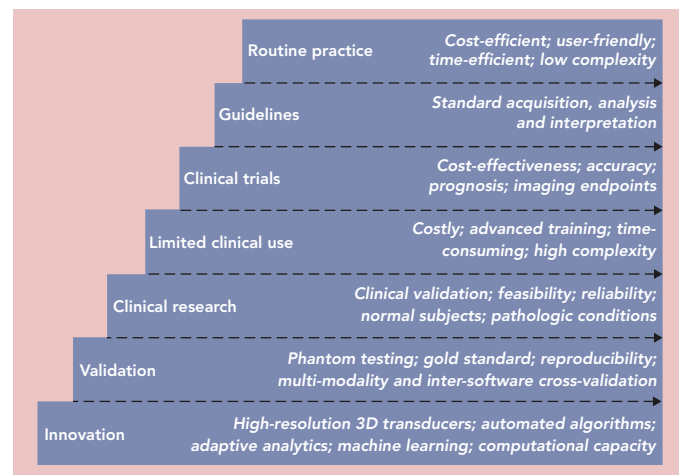 Routine practice
Cost-efficient; user-friendly;
time-efficient; low complexity
Guidelines
Standard acquisition, analysis
and interpretation
Clinical trials
Cost-effectiveness; accuracy;
prognosis; imaging endpoints
Limited clinical use
Costly; advanced training; time-
consuming; high complexity
Clinical research
Clinical validation; feasibility; reliability;
normal subjects; pathologic conditions
Validation
Phantom testing; gold standard; reproducibility;
multi-modality and inter-software cross-validation
Innovation
High-resolution 3D transducers; automated algorithms;
adaptive analytics; machine learning; computational capacity